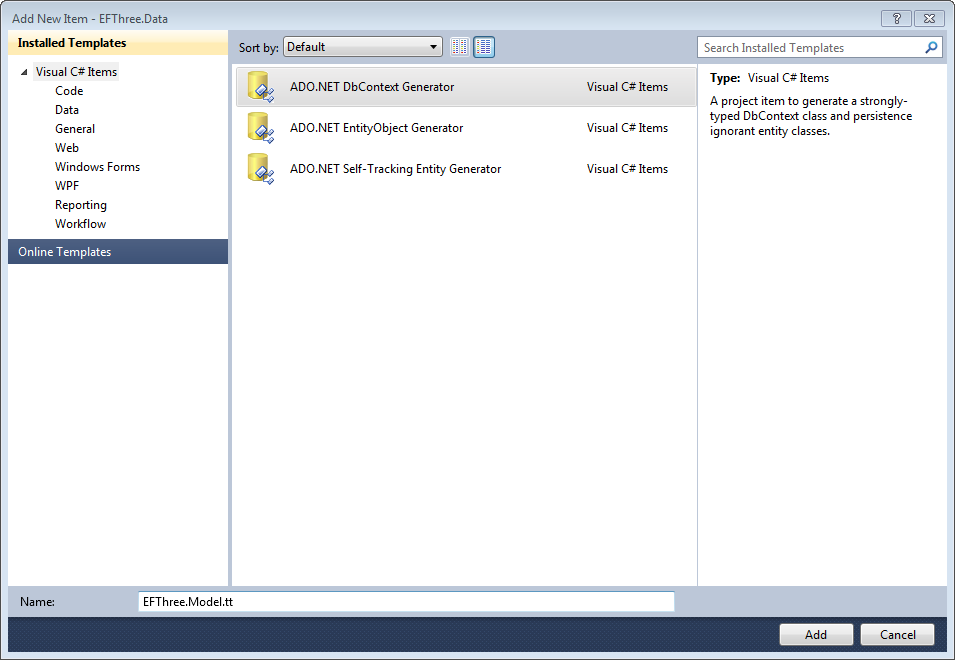 Add New Item - EFThree.Data
Installed Templates
Visual C# Items
Code
Data
General
Web
Windows Forms
WPF
Reporting
Workflow
Online Templates
Sort by: Default
ADO.NET DbContext Generator Visual C# Items
ADO.NET EntityObject Generator Visual C# Items
ADO.NET Self-Tracking Entity Generator Visual C# Items
Search Installed Templates
Type: Visual C# Items
A project item to generate a strongly-
typed DbContext class and persistence
ignorant entity classes.
Name: EFThree.Model.tt
Add Cancel